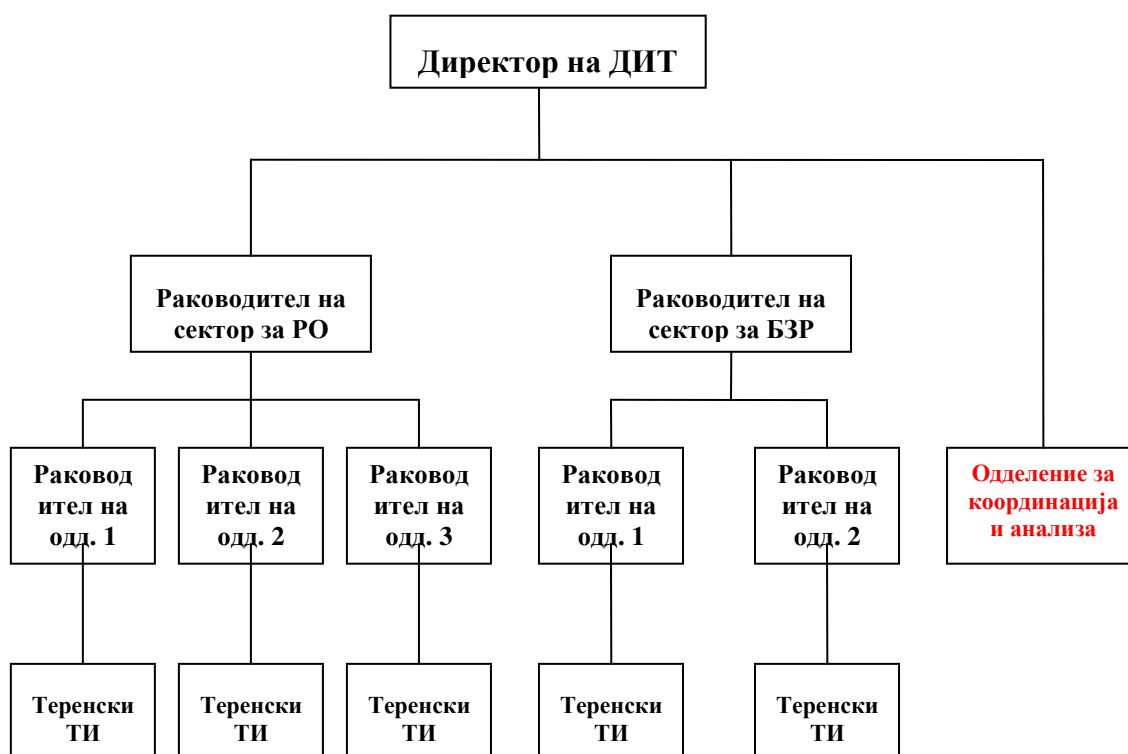 Директор на ДИТ
Раководител на
сектор за РО
Раководител на
сектор за БЗР
Раковод
ител на
одд. 1
Раковод
ител на
одд. 2
Раковод
ител на
одд. 3
Раковод
ител на
одд. 1
Раковод
ител на
одд. 2
Одделение за
координација
и анализа
Теренски
ТИ
Теренски
ТИ
Теренски
ТИ
Теренски
ТИ
Теренски
ТИ